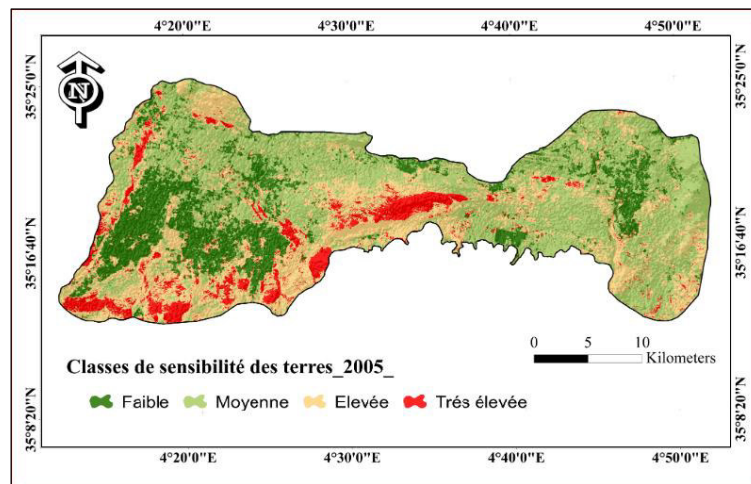 4°20'0"E 4°30'0"E 4°40'0"E 4°50'0"E
35°25'0"N
35°25'0"N
N
35°16'40"N
35°16'40"N
0 5 10
Kilometers
Classes de sensibilité des terres_2005_
Faible Moyenne Elevée Trés élevée
35°8'20"N
35°8'20"N
4°20'0"E 4°30'0"E 4°40'0"E 4°50'0"E